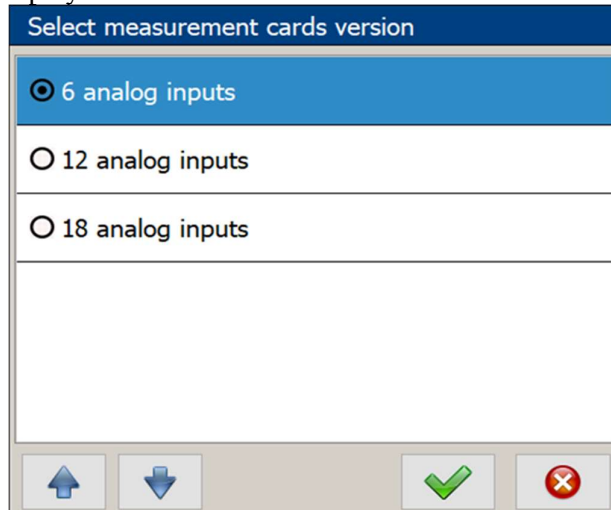 Select measurement cards version
6 analog inputs
12 analog inputs
18 analog inputs